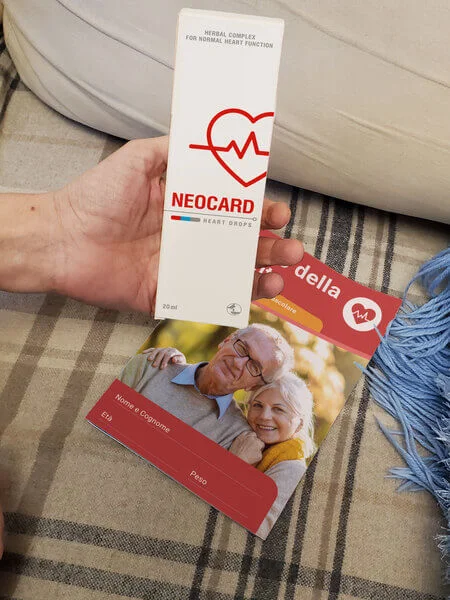 HERBAL COMPLEX
FOR NORMAL HEART FUNCTION
NEOCARD
HEART DROPS
20 ml
della
Nome e Cognome
Età
Peso